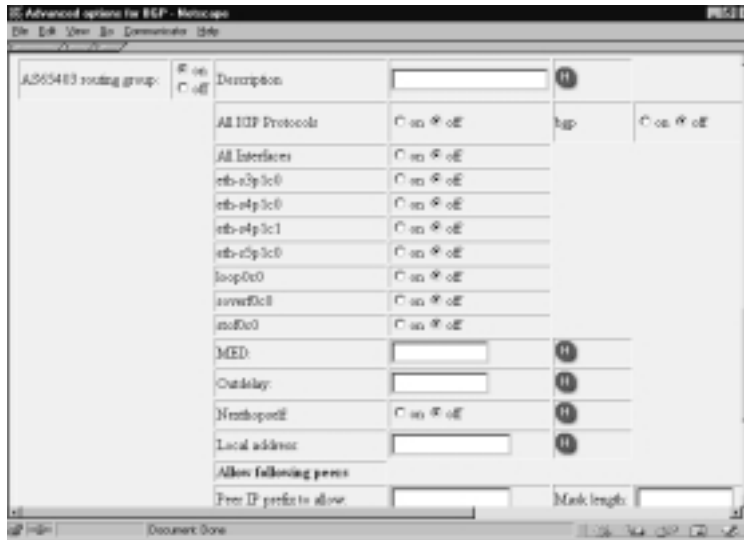 Advanced options for BGP - Netscape
File Edit View Go Communicator Help
AS65403 routing group: on off Description H
All IGP Protocols on off bgp on off
All Interfaces on off
eth-s3p1c0 on off
eth-s4p1c0 on off
eth-s4p1c1 on off
eth-s5p1c0 on off
loop0c0 on off
soverf0c0 on off
stof0c0 on off
MED: H
Outdelay: H
Nexthopself on off H
Local address: H
Allow following peers
Peer IP prefix to allow: Mask length:
Document: Done